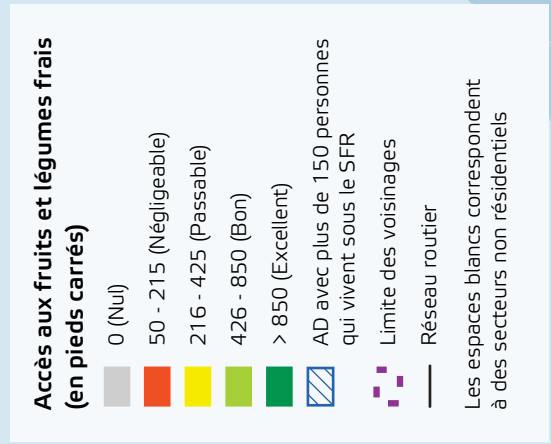 Accès aux fruits et légumes frais
(en pieds carrés)
0 (Nul)
50 - 215 (Négligeable)
216 - 425 (Passable)
426 - 850 (Bon)
> 850 (Excellent)
AD avec plus de 150 personnes
qui vivent sous le SFR
Limite des voisinages
Réseau routier
Les espaces blancs correspondent
à des secteurs non résidentiels